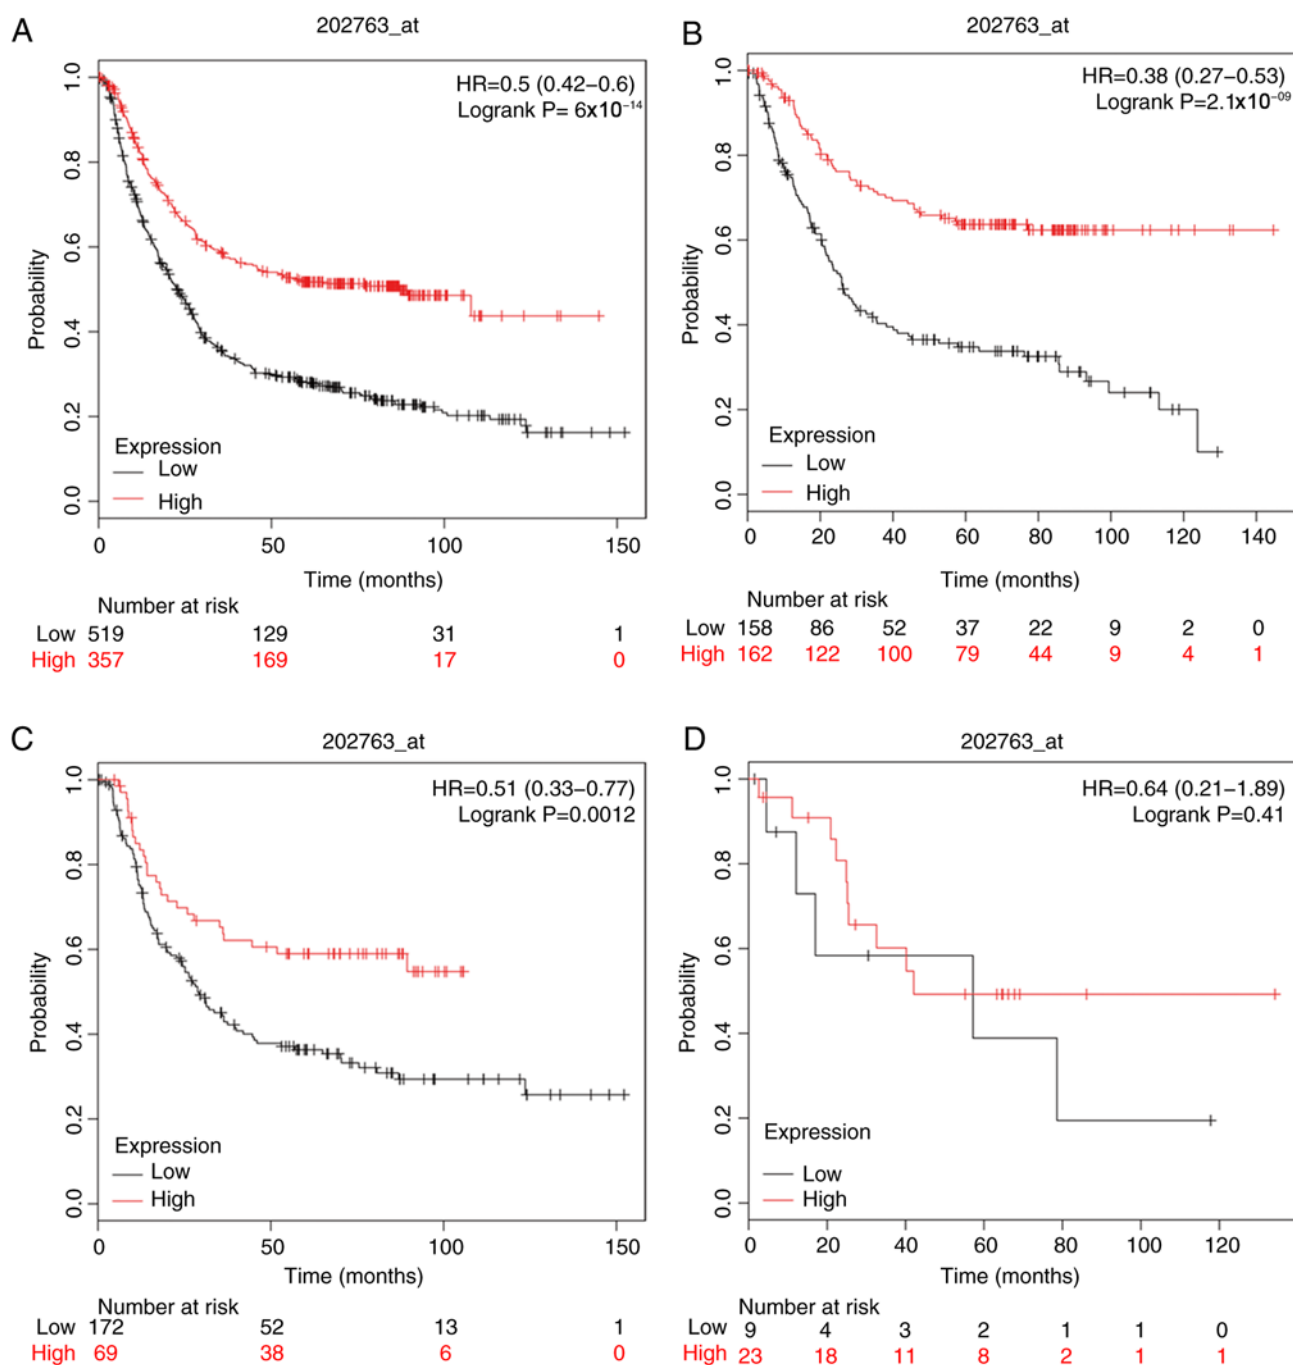 A
202763_at
HR=0.5 (0.42–0.6)
Logrank P= 6x10⁻¹⁴
Probability
1.0
0.8
0.6
0.4
0.2
0.0
Expression
Low
High
0 50 100 150
Time (months)
Number at risk
Low 519 129 31 1
High 357 169 17 0
B
202763_at
HR=0.38 (0.27–0.53)
Logrank P=2.1x10⁻⁰⁹
Probability
1.0
0.8
0.6
0.4
0.2
0.0
Expression
Low
High
0 20 40 60 80 100 120 140
Time (months)
Number at risk
Low 158 86 52 37 22 9 2 0
High 162 122 100 79 44 9 4 1
C
202763_at
HR=0.51 (0.33–0.77)
Logrank P=0.0012
Probability
1.0
0.8
0.6
0.4
0.2
0.0
Expression
Low
High
0 50 100 150
Time (months)
Number at risk
Low 172 52 13 1
High 69 38 6 0
D
202763_at
HR=0.64 (0.21–1.89)
Logrank P=0.41
Probability
1.0
0.8
0.6
0.4
0.2
0.0
Expression
Low
High
0 20 40 60 80 100 120
Time (months)
Number at risk
Low 9 4 3 2 1 1 0
High 23 18 11 8 2 1 1